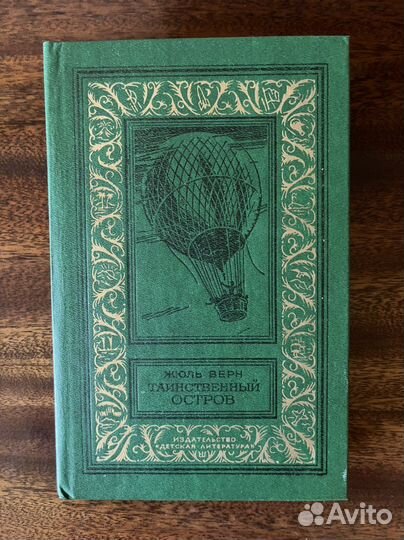 ЖЮЛЬ ВЕРН
ТАИНСТВЕННЫЙ
ОСТРОВ
ИЗДАТЕЛЬСТВО
«ДЕТСКАЯ ЛИТЕРАТУРА»
Avito